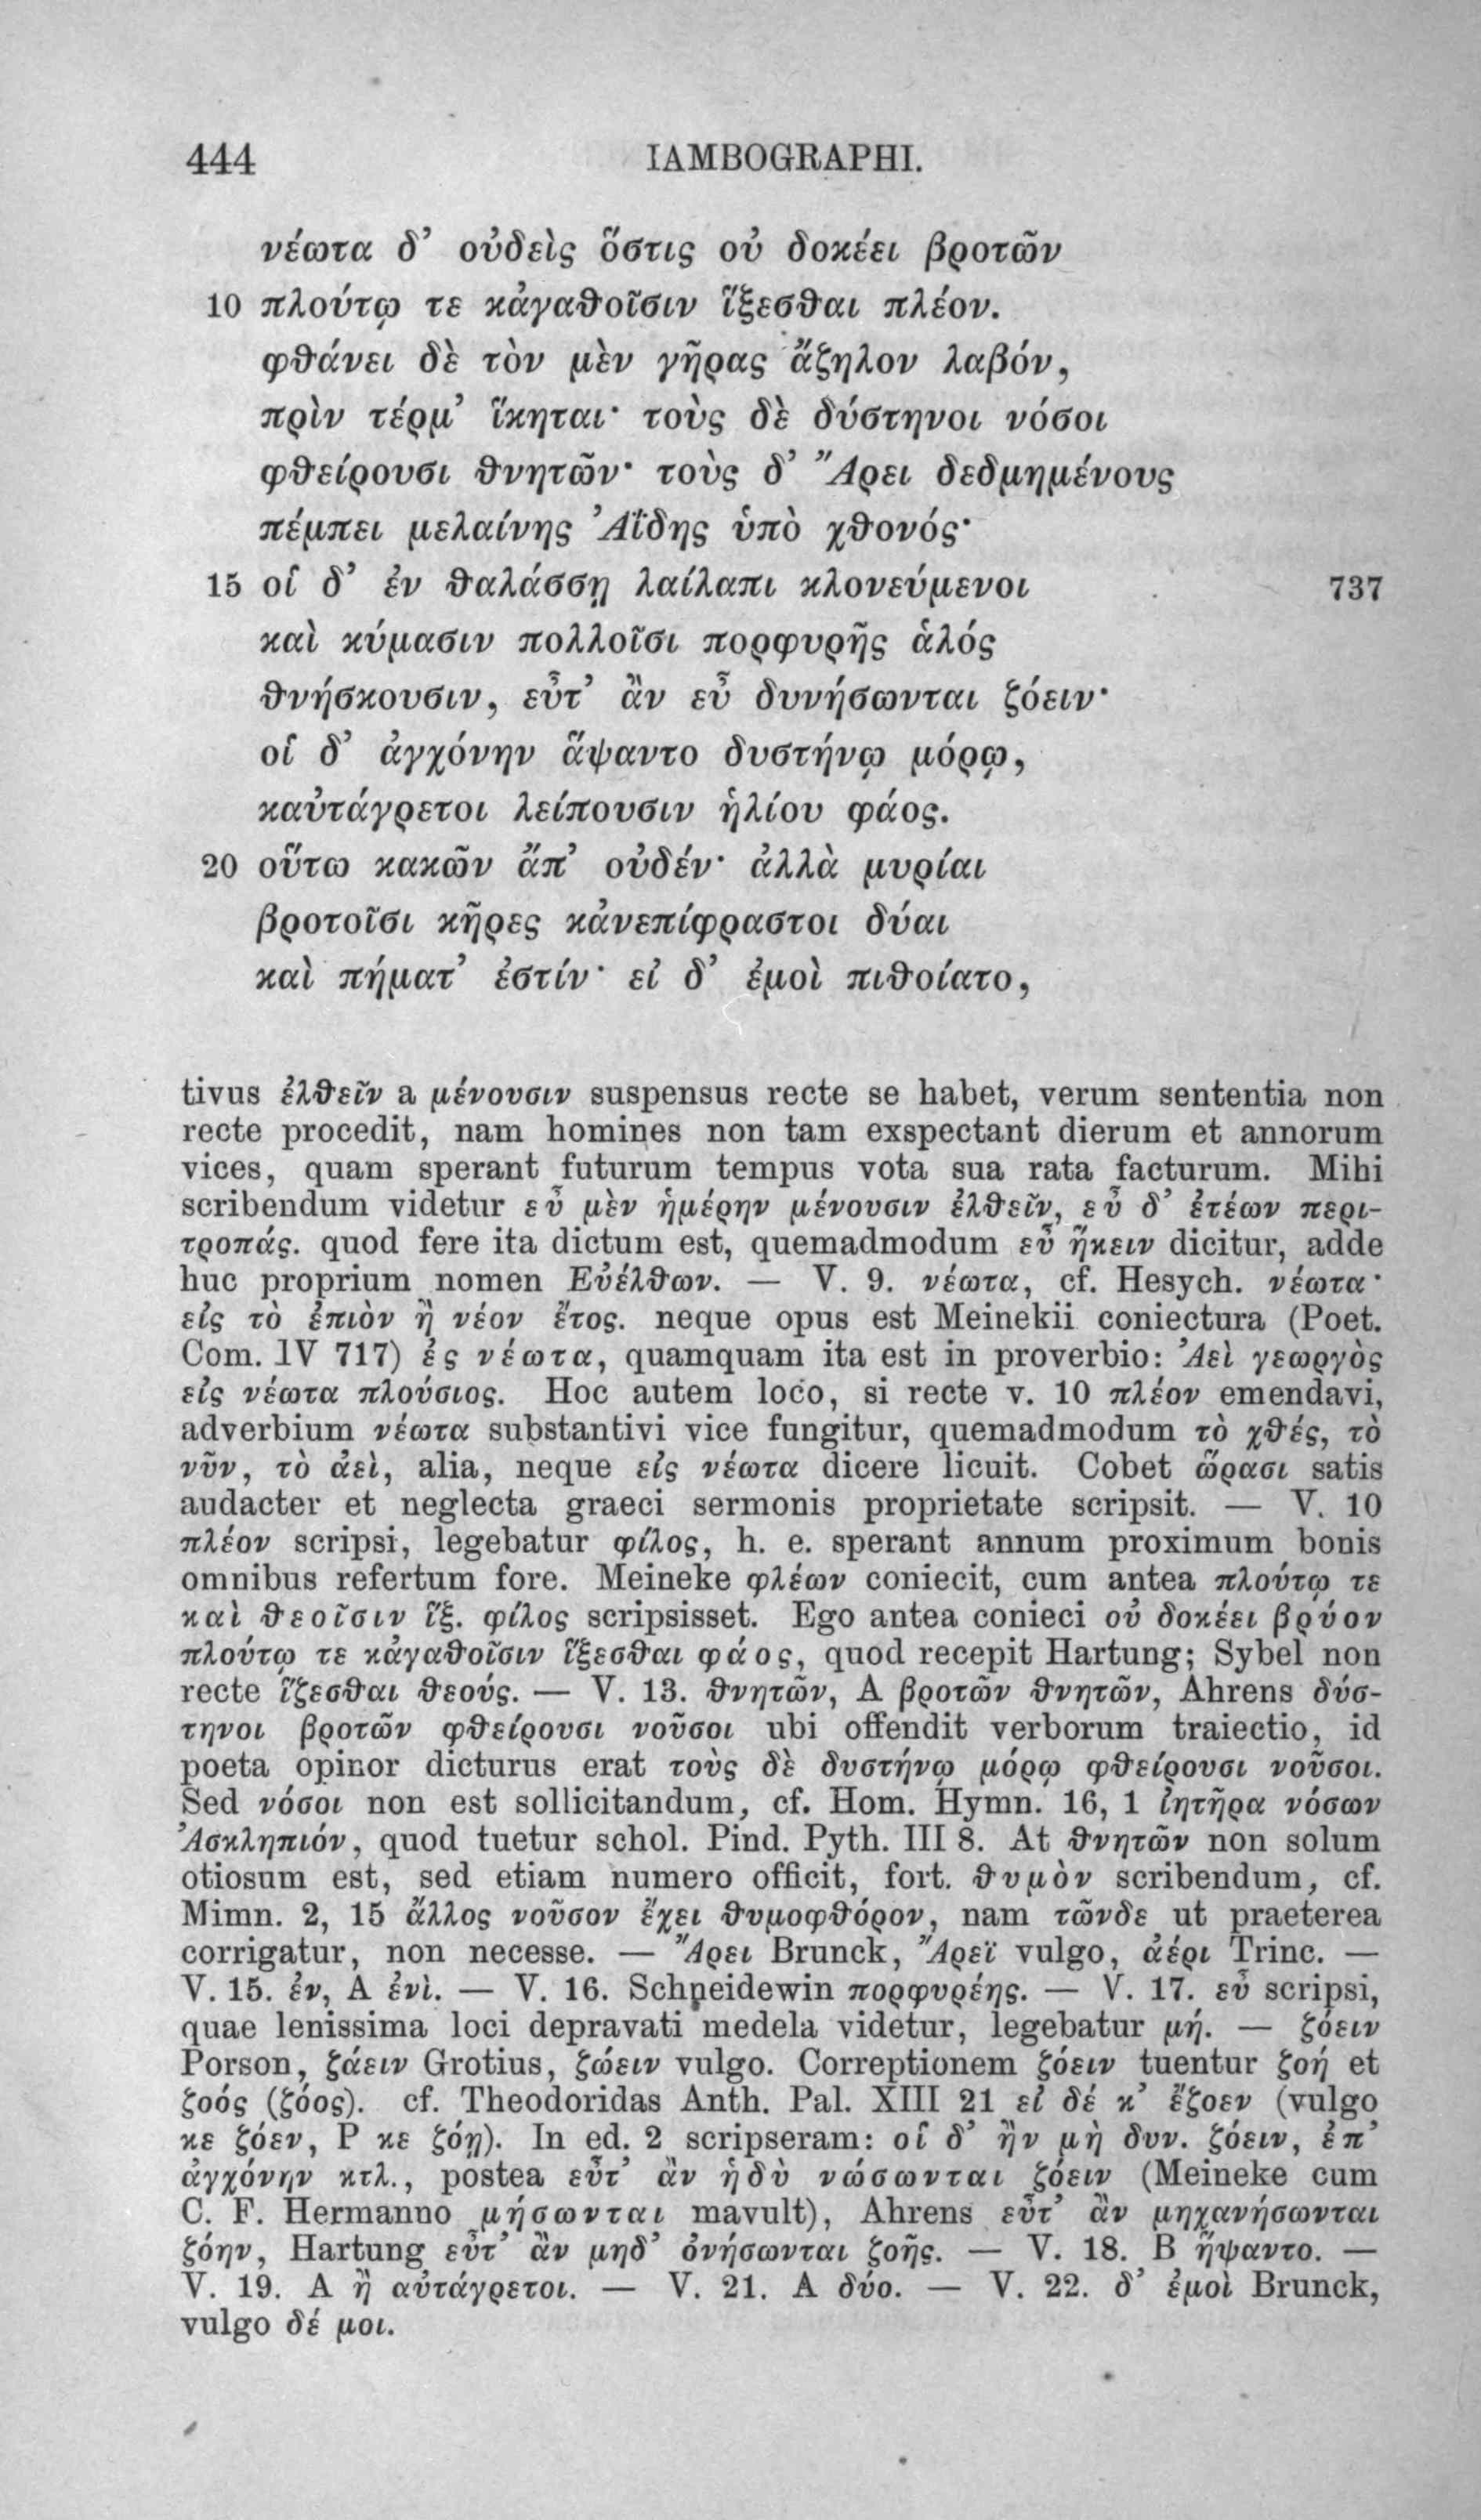 444 IAMBOGRAPHI.
νέωτα δ’ οὐδεὶς ὅστις οὐ δοκέει βροτῶν
10 πλούτῳ τε κἀγαθοῖσιν ἵξεσθαι πλέον.
φθάνει δὲ τὸν μὲν γῆρας ἄζηλον λαβόν,
πρὶν τέρμ’ ἵκηται· τοὺς δὲ δύστηνοι νόσοι
φθείρουσι θνητῶν· τοὺς δ’ Ἄρει δεδμημένους
πέμπει μελαίνης Ἀΐδης ὑπὸ χθονός·
15 οἳ δ’ ἐν θαλάσσῃ λαίλαπι κλονεύμενοι 737
καὶ κύμασιν πολλοῖσι πορφυρῆς ἁλός
θνήσκουσιν, εὖτ’ ἂν εὖ δυνήσωνται ζόειν·
οἳ δ’ ἀγχόνην ἅψαντο δυστήνῳ μόρῳ,
καὐτάγρετοι λείπουσιν ἡλίου φάος.
20 οὕτω κακῶν ἄπ’ οὐδέν· ἀλλὰ μυρίαι
βροτοῖσι κῆρες κἀνεπίφραστοι δύαι
καὶ πήματ’ ἐστίν· εἰ δ’ ἐμοὶ πιθοίατο,
tivus ἐλθεῖν a μένουσιν suspensus recte se habet, verum sententia non
recte procedit, nam homines non tam exspectant dierum et annorum
vices, quam sperant futurum tempus vota sua rata facturum. Mihi
scribendum videtur εὖ μὲν ἡμέρην μένουσιν ἐλθεῖν, εὖ δ’ ἐτέων περι-
τροπάς. quod fere ita dictum est, quemadmodum εὖ ἥκειν dicitur, adde
huc proprium nomen Εὐέλθων. — V. 9. νέωτα, cf. Hesych. νέωτα·
εἰς τὸ ἐπιὸν ἢ νέον ἔτος. neque opus est Meinekii coniectura (Poet.
Com. IV 717) ἐς νέωτα, quamquam ita est in proverbio: Ἀεὶ γεωργὸς
εἰς νέωτα πλούσιος. Hoc autem loco, si recte v. 10 πλέον emendavi,
adverbium νέωτα substantivi vice fungitur, quemadmodum τὸ χθές, τὸ
νῦν, τὸ ἀεὶ, alia, neque εἰς νέωτα dicere licuit. Cobet ὥρασι satis
audacter et neglecta graeci sermonis proprietate scripsit. — V. 10
πλέον scripsi, legebatur φίλος, h. e. sperant annum proximum bonis
omnibus refertum fore. Meineke φλέων coniecit, cum antea πλούτῳ τε
καὶ θεοῖσιν ἵξ. φίλος scripsisset. Ego antea conieci οὐ δοκέει βρύον
πλούτῳ τε κἀγαθοῖσιν ἵξεσθαι φάος, quod recepit Hartung; Sybel non
recte ἵζεσθαι θεούς. — V. 13. θνητῶν, A βροτῶν θνητῶν, Ahrens δύσ-
τηνοι βροτῶν φθείρουσι νοῦσοι ubi offendit verborum traiectio, id
poeta opinor dicturus erat τοὺς δὲ δυστήνῳ μόρῳ φθείρουσι νοῦσοι.
Sed νόσοι non est sollicitandum, cf. Hom. Hymn. 16, 1 ἰητῆρα νόσων
Ἀσκληπιόν, quod tuetur schol. Pind. Pyth. III 8. At θνητῶν non solum
otiosum est, sed etiam numero officit, fort. θυμὸν scribendum, cf.
Mimn. 2, 15 ἄλλος νοῦσον ἔχει θυμοφθόρον, nam τῶνδε ut praeterea
corrigatur, non necesse. — Ἄρει Brunck, Ἄρεϊ vulgo, ἀέρι Trinc. —
V. 15. ἐν, A ἐνὶ. — V. 16. Schneidewin πορφυρέης. — V. 17. εὖ scripsi,
quae lenissima loci depravati medela videtur, legebatur μή. — ζόειν
Porson, ζάειν Grotius, ζώειν vulgo. Correptionem ζόειν tuentur ζοή et
ζοός (ζόος). cf. Theodoridas Anth. Pal. XIII 21 εἰ δέ κ’ ἔζοεν (vulgo
κε ζόεν, P κε ζόῃ). In ed. 2 scripseram: οἳ δ’ ἢν μὴ δυν. ζόειν, ἐπ’
ἀγχόνην κτλ., postea εὖτ’ ἂν ἡδὺ νώσωνται ζόειν (Meineke cum
C. F. Hermanno μήσωνται mavult), Ahrens εὖτ’ ἂν μηχανήσωνται
ζόην, Hartung εὖτ’ ἂν μηδ’ ὀνήσωνται ζοῆς. — V. 18. B ἥψαντο. —
V. 19. A ἢ αὐτάγρετοι. — V. 21. A δύο. — V. 22. δ’ ἐμοὶ Brunck,
vulgo δέ μοι.